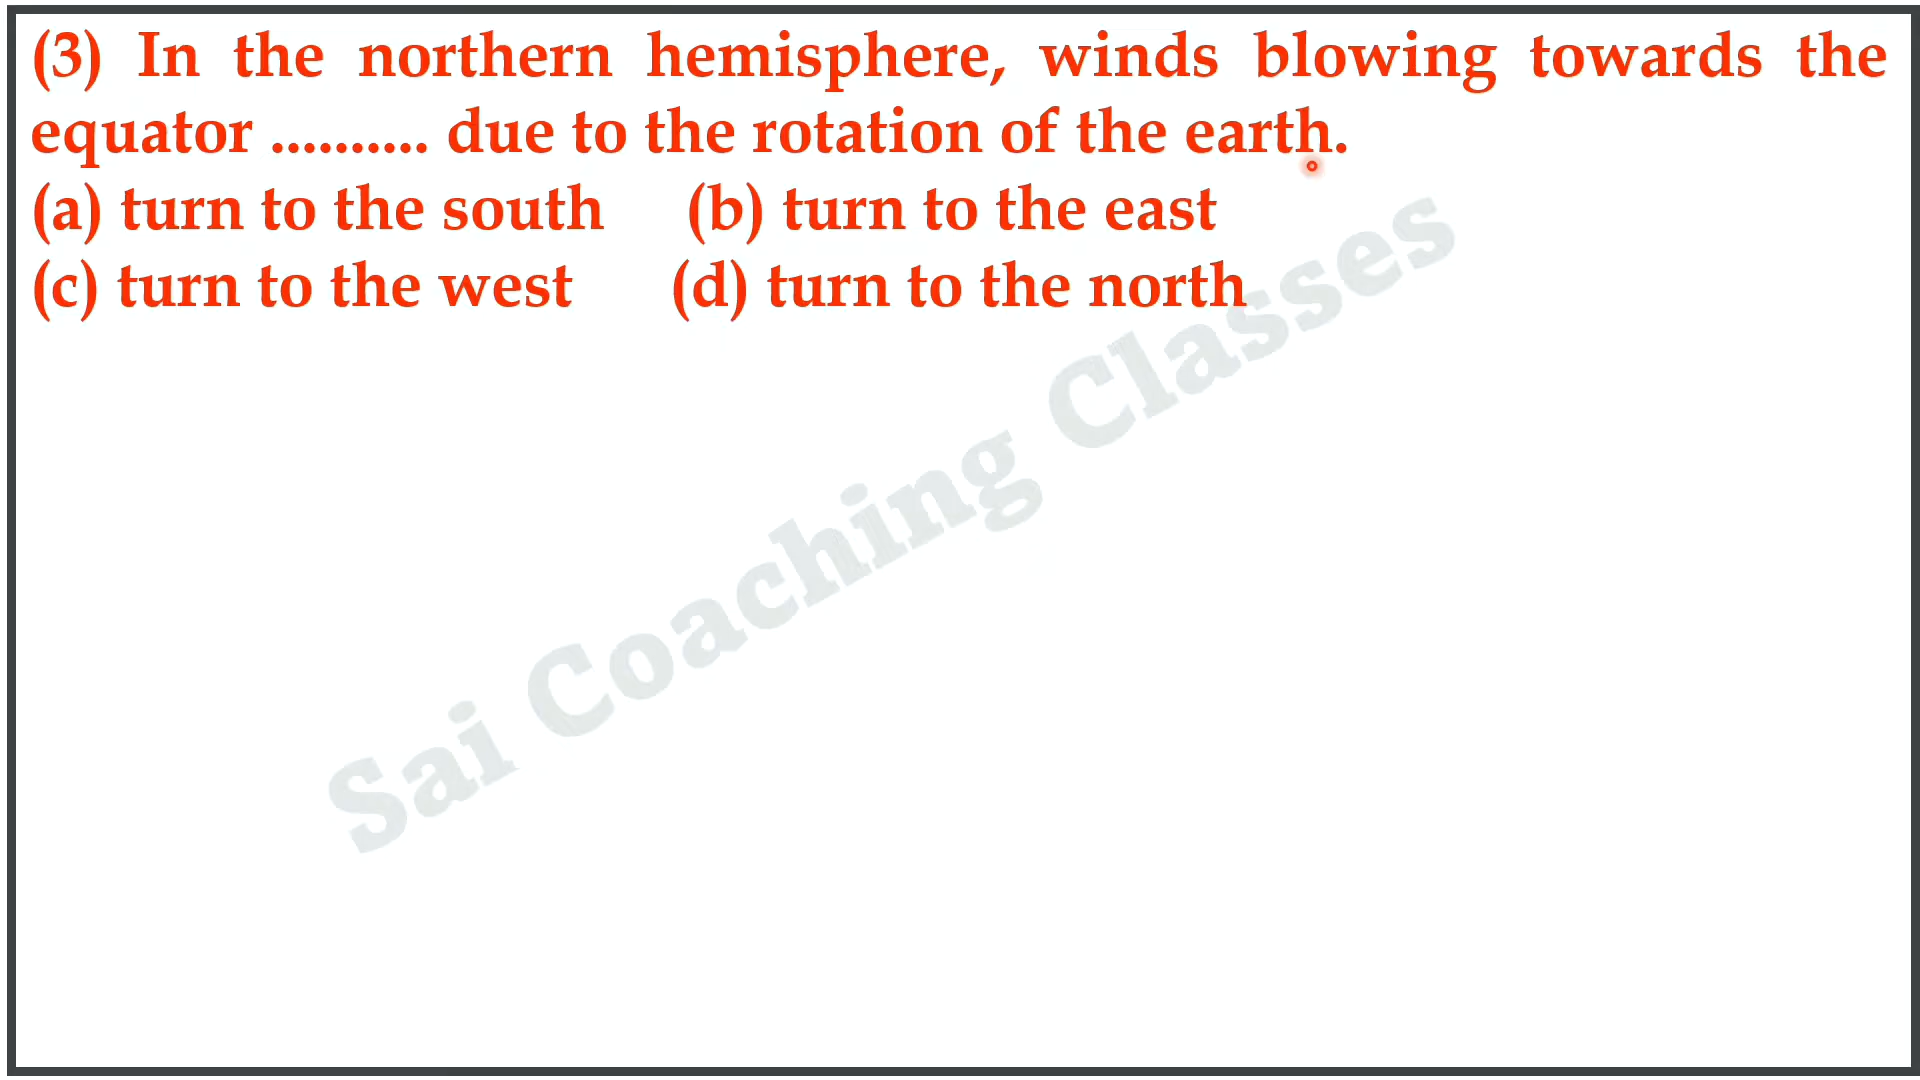 (3) In the northern hemisphere, winds blowing towards the
equator .......... due to the rotation of the earth.
(a) turn to the south (b) turn to the east
(c) turn to the west (d) turn to the north
Sai Coaching Classes